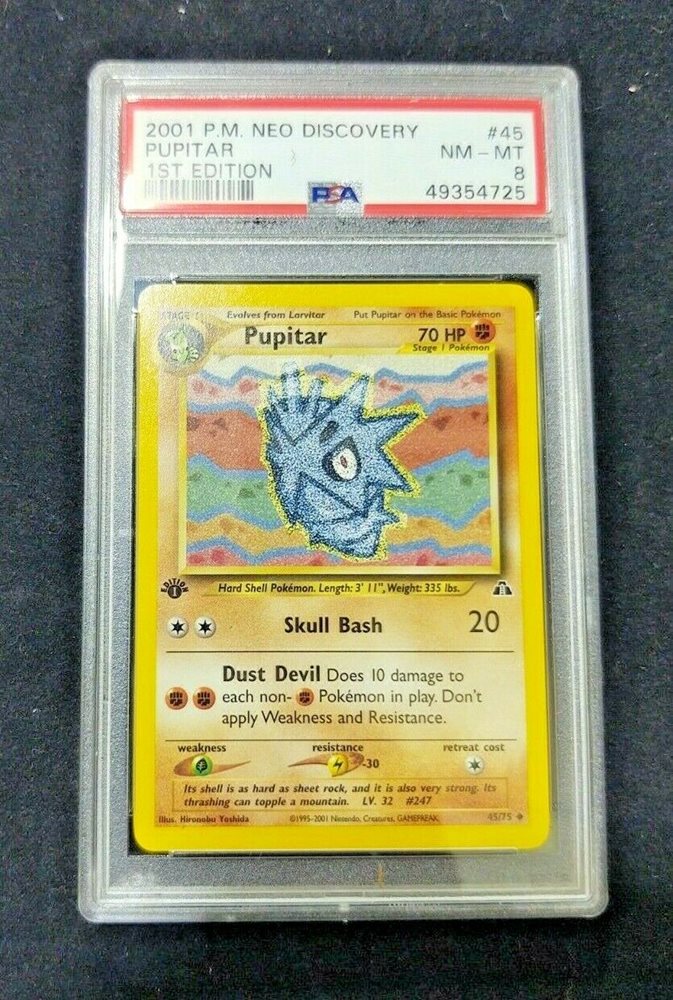 2001 P.M. NEO DISCOVERY #45
PUPITAR NM - MT
1ST EDITION 8
PSA 49354725
STAGE 1 Evolves from Larvitar Put Pupitar on the Basic Pokémon
Pupitar 70 HP
Stage 1 Pokémon
EDITION 1
Hard Shell Pokémon. Length: 3' 11", Weight: 335 lbs.
Skull Bash 20
Dust Devil Does 10 damage to
each non- Pokémon in play. Don't
apply Weakness and Resistance.
weakness resistance retreat cost
-30
Its shell is as hard as sheet rock, and it is also very strong. Its
thrashing can topple a mountain. LV. 32 #247
Illus. Hironobu Yoshida ©1995-2001 Nintendo, Creatures, GAMEFREAK. 45/75